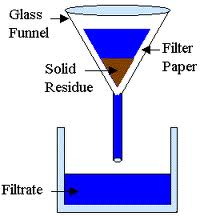 Glass
Funnel
Filter
Paper
Solid
Residue
Filtrate